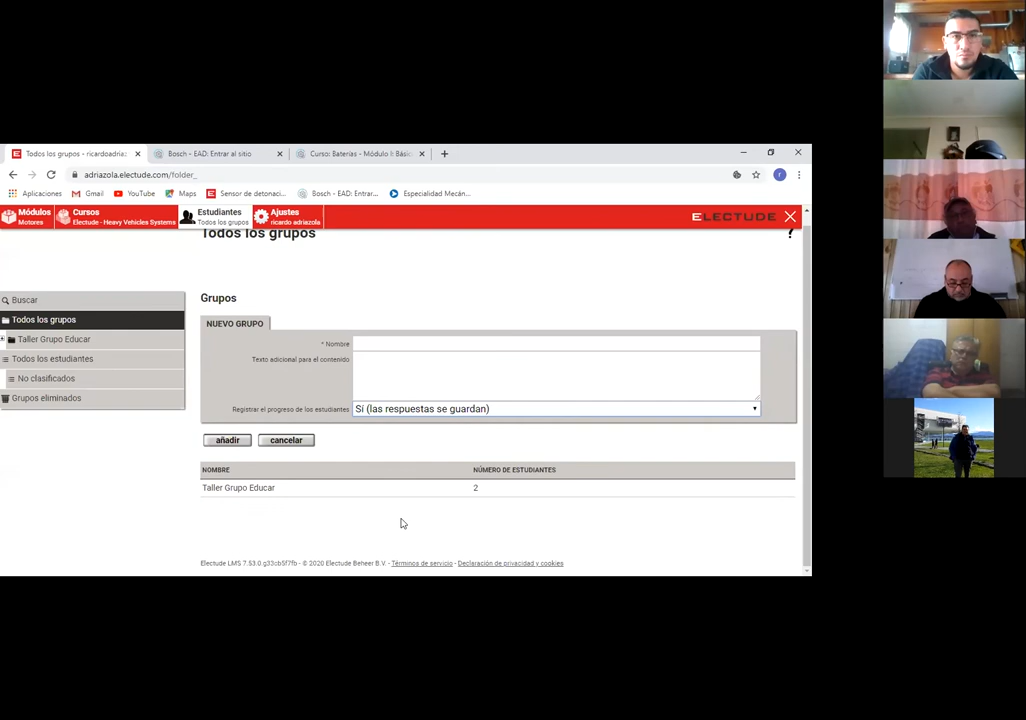 Todos los grupos - ricardoadria:
Bosch - EAD: Entrar al sitio
Curso: Baterías - Módulo I: Básic
adriazola.electude.com/folder_
Aplicaciones
Gmail
YouTube
Maps
Sensor de detonaci...
Bosch - EAD: Entrar...
Especialidad Mecán...
Módulos
Motores
Cursos
Electude - Heavy Vehicles Systems
Estudiantes
Todos los grupos
Ajustes
ricardo adriazola
ELECTUDE
Todos los grupos
?
Buscar
Todos los grupos
Taller Grupo Educar
Todos los estudiantes
No clasificados
Grupos eliminados
Grupos
NUEVO GRUPO
* Nombre
Texto adicional para el contenido
Registrar el progreso de los estudiantes
Sí (las respuestas se guardan)
añadir
cancelar
NOMBRE NÚMERO DE ESTUDIANTES
Taller Grupo Educar 2
Electude LMS 7.53.0.g33cb5f7fb - © 2020 Electude Beheer B.V. - Términos de servicio - Declaración de privacidad y cookies